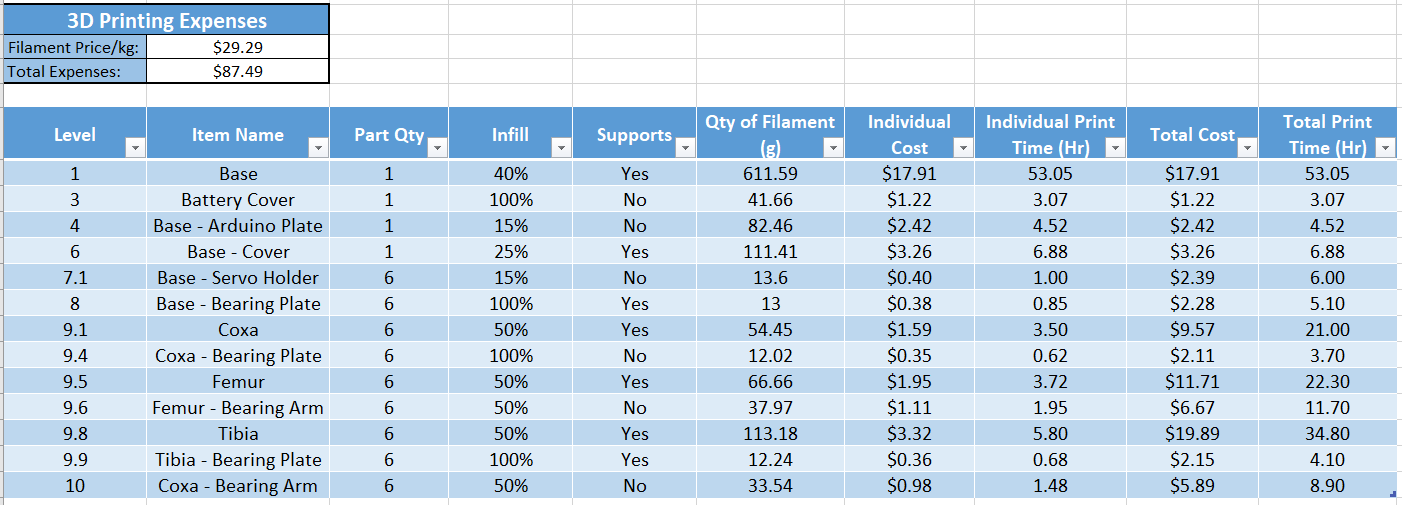 3D Printing Expenses
Filament Price/kg: $29.29
Total Expenses: $87.49
Level Item Name Part Qty Infill Supports Qty of Filament (g) Individual Cost Individual Print Time (Hr) Total Cost Total Print Time (Hr)
1 Base 1 40% Yes 611.59 $17.91 53.05 $17.91 53.05
3 Battery Cover 1 100% No 41.66 $1.22 3.07 $1.22 3.07
4 Base - Arduino Plate 1 15% No 82.46 $2.42 4.52 $2.42 4.52
6 Base - Cover 1 25% Yes 111.41 $3.26 6.88 $3.26 6.88
7.1 Base - Servo Holder 6 15% No 13.6 $0.40 1.00 $2.39 6.00
8 Base - Bearing Plate 6 100% Yes 13 $0.38 0.85 $2.28 5.10
9.1 Coxa 6 50% Yes 54.45 $1.59 3.50 $9.57 21.00
9.4 Coxa - Bearing Plate 6 100% No 12.02 $0.35 0.62 $2.11 3.70
9.5 Femur 6 50% Yes 66.66 $1.95 3.72 $11.71 22.30
9.6 Femur - Bearing Arm 6 50% No 37.97 $1.11 1.95 $6.67 11.70
9.8 Tibia 6 50% Yes 113.18 $3.32 5.80 $19.89 34.80
9.9 Tibia - Bearing Plate 6 100% Yes 12.24 $0.36 0.68 $2.15 4.10
10 Coxa - Bearing Arm 6 50% No 33.54 $0.98 1.48 $5.89 8.90